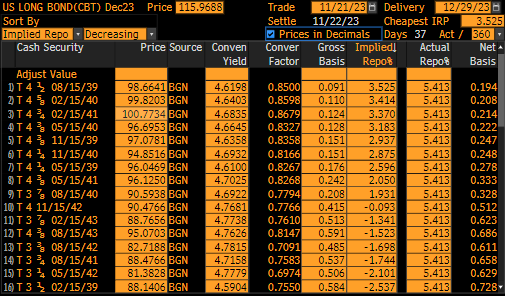 US LONG BOND(CBT) Dec23 Price 115.9688 Trade 11/21/23 Delivery 12/29/23
Settle 11/22/23 Cheapest IRP 3.525
Sort By
Implied Repo Decreasing Prices in Decimals Days 37 Act / 360
Cash Security Price Source Conven Yield Conver Factor Gross Basis Implied↓ Repo% Actual Repo% Net Basis
Adjust Value
1) T 4 ½ 08/15/39 98.6641 BGN 4.6198 0.8500 0.091 3.525 5.413 0.194
2) T 4 ⅝ 02/15/40 99.8203 BGN 4.6403 0.8598 0.110 3.414 5.413 0.208
3) T 4 ¾ 02/15/41 100.7734 BGN 4.6835 0.8679 0.124 3.370 5.413 0.214
4) T 4 ⅜ 05/15/40 96.6953 BGN 4.6645 0.8327 0.128 3.183 5.413 0.222
5) T 4 ⅜ 11/15/39 97.0781 BGN 4.6358 0.8358 0.151 2.937 5.413 0.247
6) T 4 ¼ 11/15/40 94.8516 BGN 4.6932 0.8166 0.151 2.875 5.413 0.248
7) T 4 ¼ 05/15/39 96.0469 BGN 4.6100 0.8267 0.176 2.596 5.413 0.278
8) T 4 ⅜ 05/15/41 96.1250 BGN 4.7025 0.8268 0.242 2.050 5.413 0.333
9) T 3 ⅞ 08/15/40 90.5938 BGN 4.6922 0.7794 0.208 1.931 5.413 0.328
10) T 4 11/15/42 90.4766 BGN 4.7681 0.7766 0.415 -0.093 5.413 0.512
11) T 3 ⅞ 02/15/43 88.7656 BGN 4.7738 0.7610 0.513 -1.341 5.413 0.623
12) T 4 ⅜ 08/15/43 95.0703 BGN 4.7626 0.8147 0.591 -1.523 5.413 0.686
13) T 3 ⅜ 08/15/42 82.7188 BGN 4.7815 0.7091 0.485 -1.698 5.413 0.611
14) T 3 ⅞ 05/15/43 88.4766 BGN 4.7158 0.7583 0.537 -1.744 5.413 0.658
15) T 3 ¼ 05/15/42 81.3828 BGN 4.7779 0.6974 0.506 -2.101 5.413 0.629
16) T 3 ½ 02/15/39 88.1406 BGN 4.5904 0.7550 0.584 -2.537 5.413 0.728